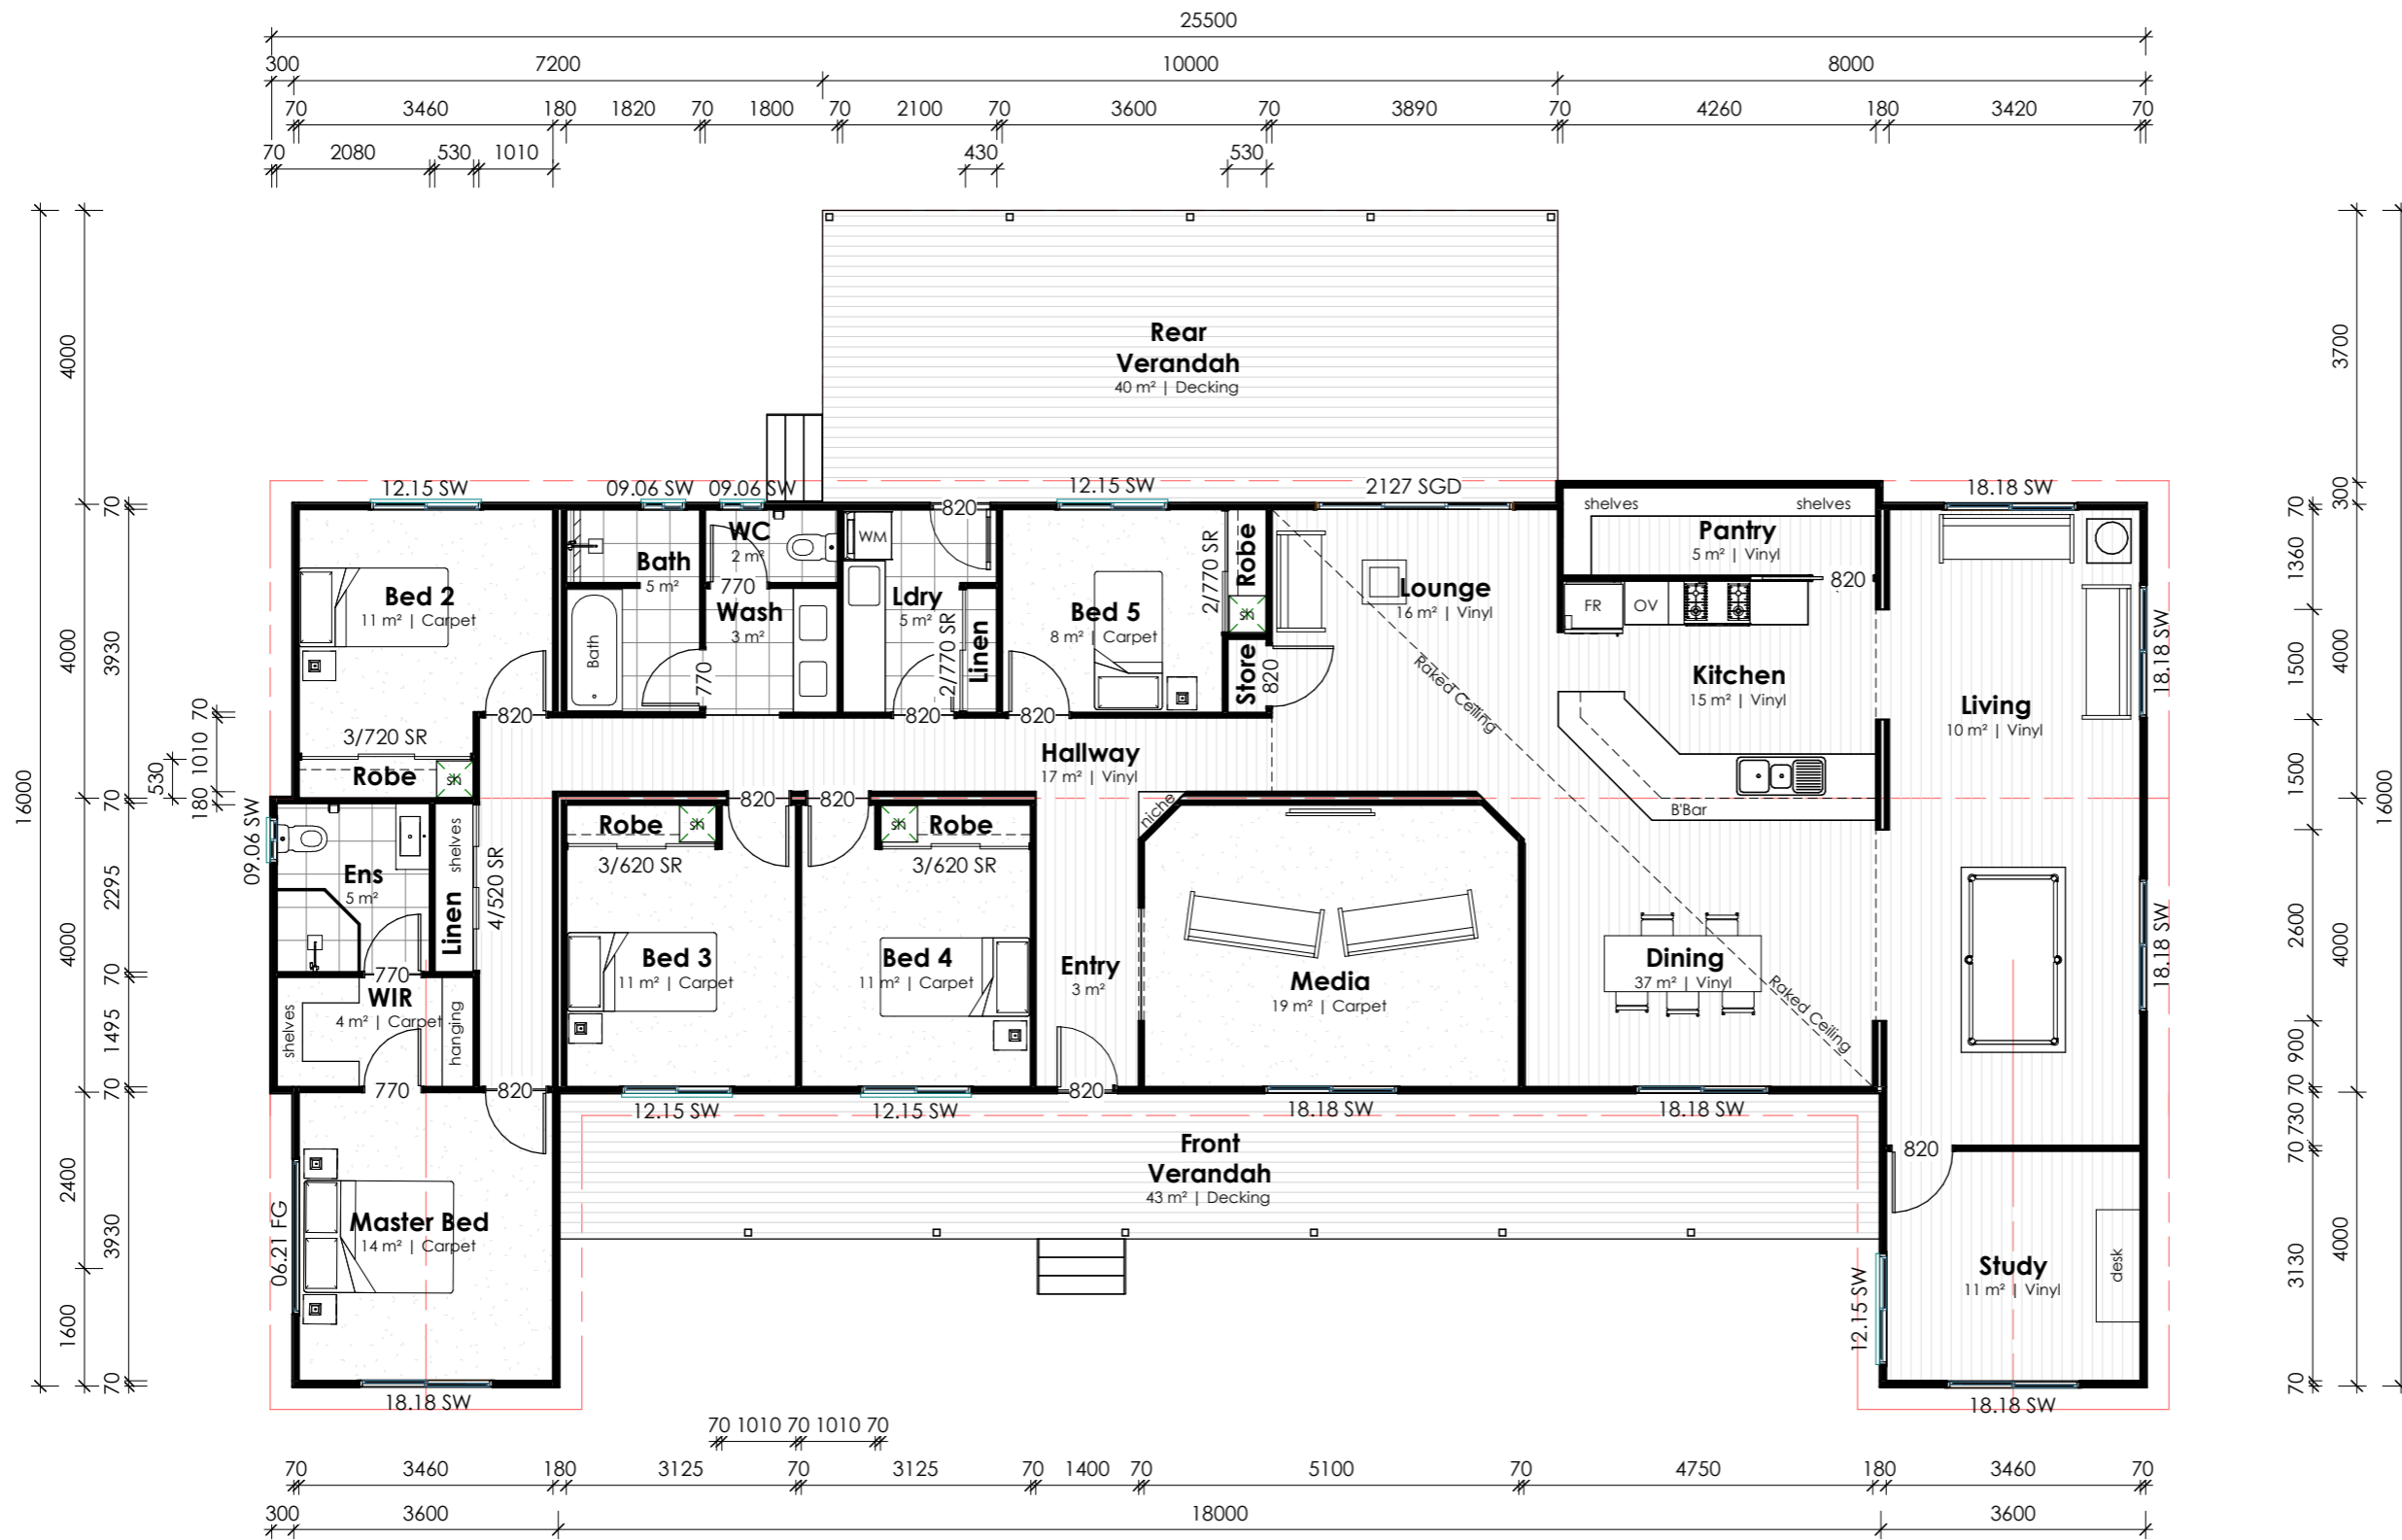 25500
300 7200 10000 8000
70 3460 180 1820 70 1800 70 2100 70 3600 70 3890 70 4260 180 3420 70
70 2080 530 1010 430 530
16000
4000
4000
4000
2400
1600
70
3930
70
2295
70
1495
70
3930
70
70
1010
180
530
Rear
Verandah
40 m² | Decking
12.15 SW
09.06 SW
09.06 SW
820
12.15 SW
2127 SGD
18.18 SW
Bed 2
11 m² | Carpet
3/720 SR
Robe
sh
820
Bath
5 m²
Bath
WC
2 m²
770
Wash
3 m²
770
WM
Ldry
5 m²
2/770 SR
Linen
820
Bed 5
8 m² | Carpet
820
2/770 SR
Robe
sh
Store
820
Lounge
16 m² | Vinyl
Raked Ceiling
shelves
shelves
Pantry
5 m² | Vinyl
820
FR
OV
Kitchen
15 m² | Vinyl
B'Bar
Living
10 m² | Vinyl
18.18 SW
18.18 SW
Hallway
17 m² | Vinyl
09.06 SW
Ens
5 m²
770
shelves
Linen
4/520 SR
WIR
4 m² | Carpet
shelves
hanging
770
820
820
Robe
sh
3/620 SR
Bed 3
11 m² | Carpet
12.15 SW
820
sh
Robe
3/620 SR
Bed 4
11 m² | Carpet
12.15 SW
Entry
3 m²
820
niche
Media
19 m² | Carpet
18.18 SW
Dining
37 m² | Vinyl
Raked Ceiling
18.18 SW
Front
Verandah
43 m² | Decking
06.21 FG
Master Bed
14 m² | Carpet
18.18 SW
820
Study
11 m² | Vinyl
desk
12.15 SW
18.18 SW
70
1360
1500
1500
2600
900
70
730
70
3130
70
3700
300
4000
4000
4000
16000
70 1010 70 1010 70
70 3460 180 3125 70 3125 70 1400 70 5100 70 4750 180 3460 70
300 3600 18000 3600